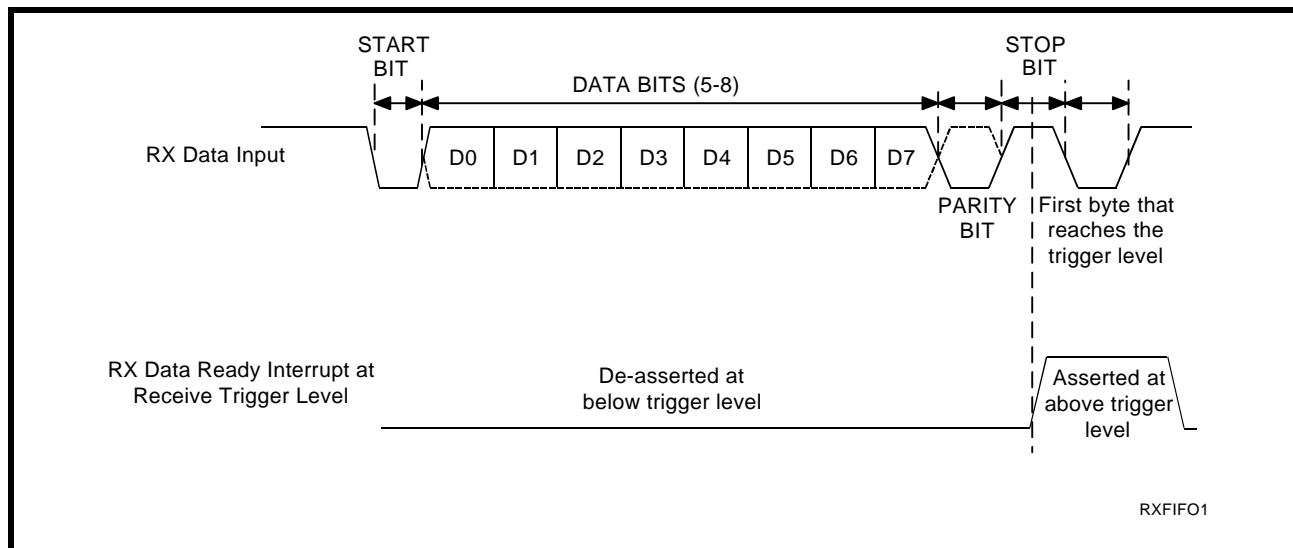 START
BIT
STOP
BIT
DATA BITS (5-8)
RX Data Input
D0 D1 D2 D3 D4 D5 D6 D7
PARITY
BIT
First byte that
reaches the
trigger level
RX Data Ready Interrupt at
Receive Trigger Level
De-asserted at
below trigger level
Asserted at
above trigger
level
RXFIFO1